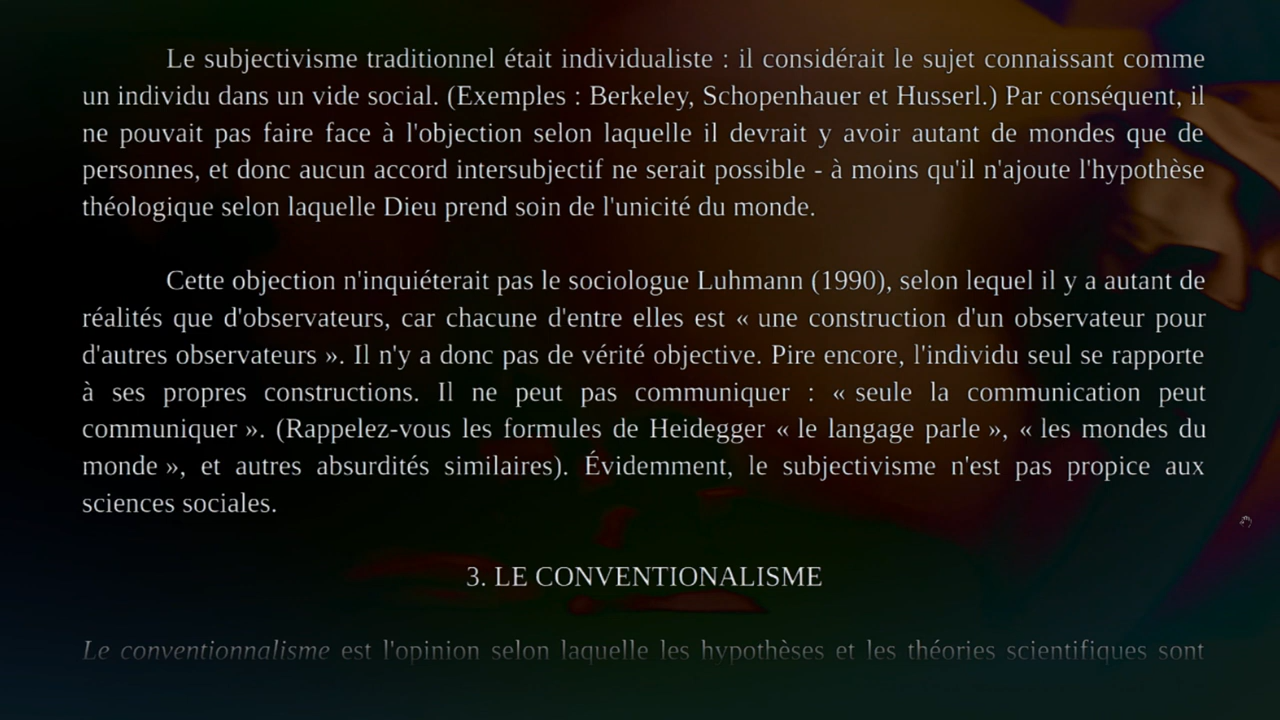 Le subjectivisme traditionnel était individualiste : il considérait le sujet connaissant comme
un individu dans un vide social. (Exemples : Berkeley, Schopenhauer et Husserl.) Par conséquent, il
ne pouvait pas faire face à l'objection selon laquelle il devrait y avoir autant de mondes que de
personnes, et donc aucun accord intersubjectif ne serait possible - à moins qu'il n'ajoute l'hypothèse
théologique selon laquelle Dieu prend soin de l'unicité du monde.
Cette objection n'inquiéterait pas le sociologue Luhmann (1990), selon lequel il y a autant de
réalités que d'observateurs, car chacune d'entre elles est « une construction d'un observateur pour
d'autres observateurs ». Il n'y a donc pas de vérité objective. Pire encore, l'individu seul se rapporte
à ses propres constructions. Il ne peut pas communiquer : « seule la communication peut
communiquer ». (Rappelez-vous les formules de Heidegger « le langage parle », « les mondes du
monde », et autres absurdités similaires). Évidemment, le subjectivisme n'est pas propice aux
sciences sociales.
3. LE CONVENTIONALISME
Le conventionnalisme est l'opinion selon laquelle les hypothèses et les théories scientifiques sont